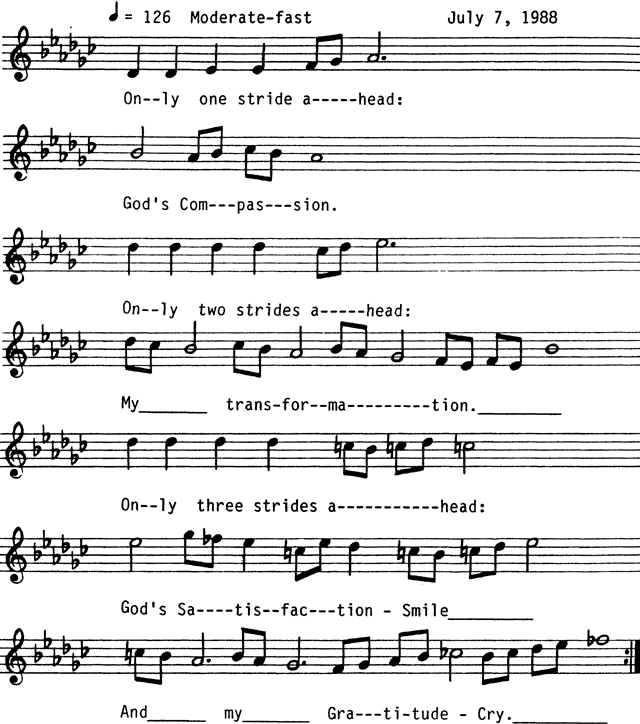 ♩ = 126 Moderate-fast July 7, 1988
On--ly one stride a-----head:
God's Com---pas---sion.
On--ly two strides a-----head:
My_______ trans-for--ma---------tion.________
On--ly three strides a-----------head:
God's Sa----tis--fac---tion - Smile________
And______ my_______ Gra---ti-tude - Cry.__________